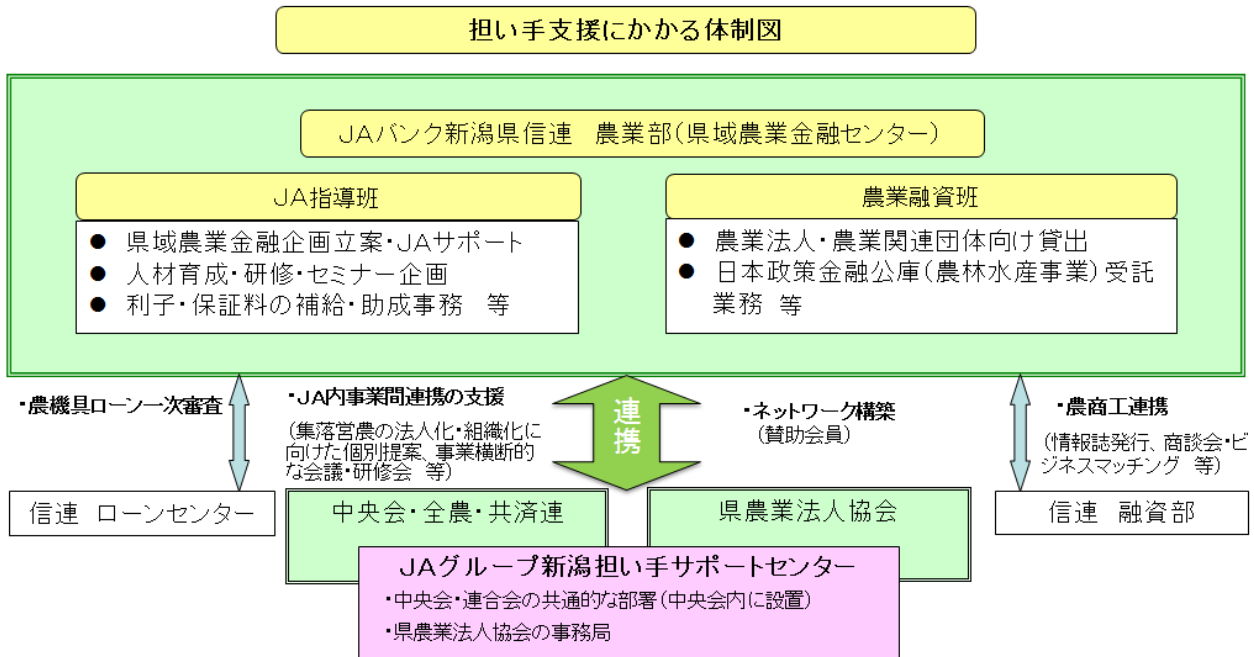 担い手支援にかかる体制図
JAバンク新潟県信連 農業部(県域農業金融センター)
JA指導班
● 県域農業金融企画立案・JAサポート
● 人材育成・研修・セミナー企画
● 利子・保証料の補給・助成事務 等
農業融資班
● 農業法人・農業関連団体向け貸出
● 日本政策金融公庫(農林水産事業)受託
業務 等
・農機具ローン一次審査
・JA内事業間連携の支援
(集落営農の法人化・組織化に
向けた個別提案、事業横断的
な会議・研修会 等)
連携
・ネットワーク構築
(賛助会員)
・農商工連携
(情報誌発行、商談会・ビ
ジネスマッチング 等)
信連 ローンセンター
中央会・全農・共済連
県農業法人協会
信連 融資部
JAグループ新潟担い手サポートセンター
・中央会・連合会の共通的な部署(中央会内に設置)
・県農業法人協会の事務局